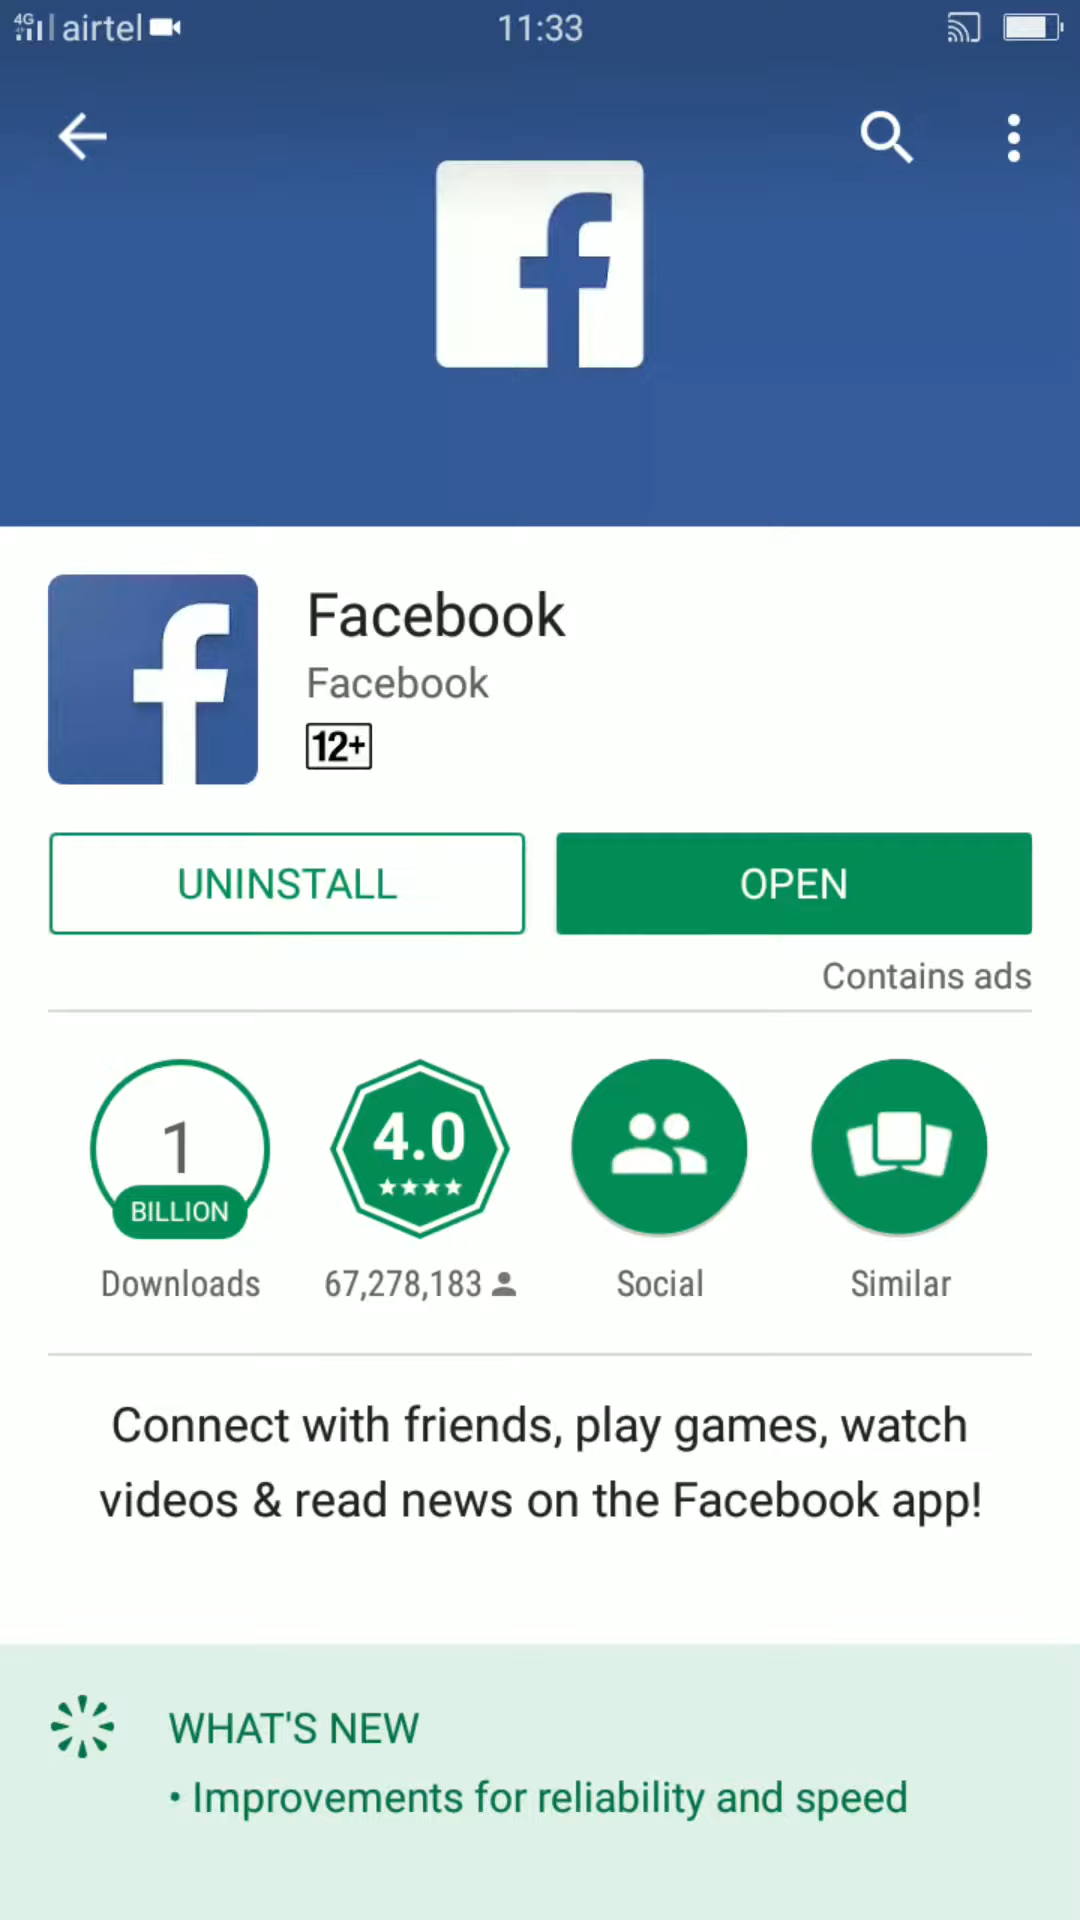 4G airtel 11:33
f
f
Facebook
Facebook
12+
UNINSTALL
OPEN
Contains ads
1
BILLION
Downloads
4.0
67,278,183
Social
Similar
Connect with friends, play games, watch
videos & read news on the Facebook app!
WHAT'S NEW
• Improvements for reliability and speed